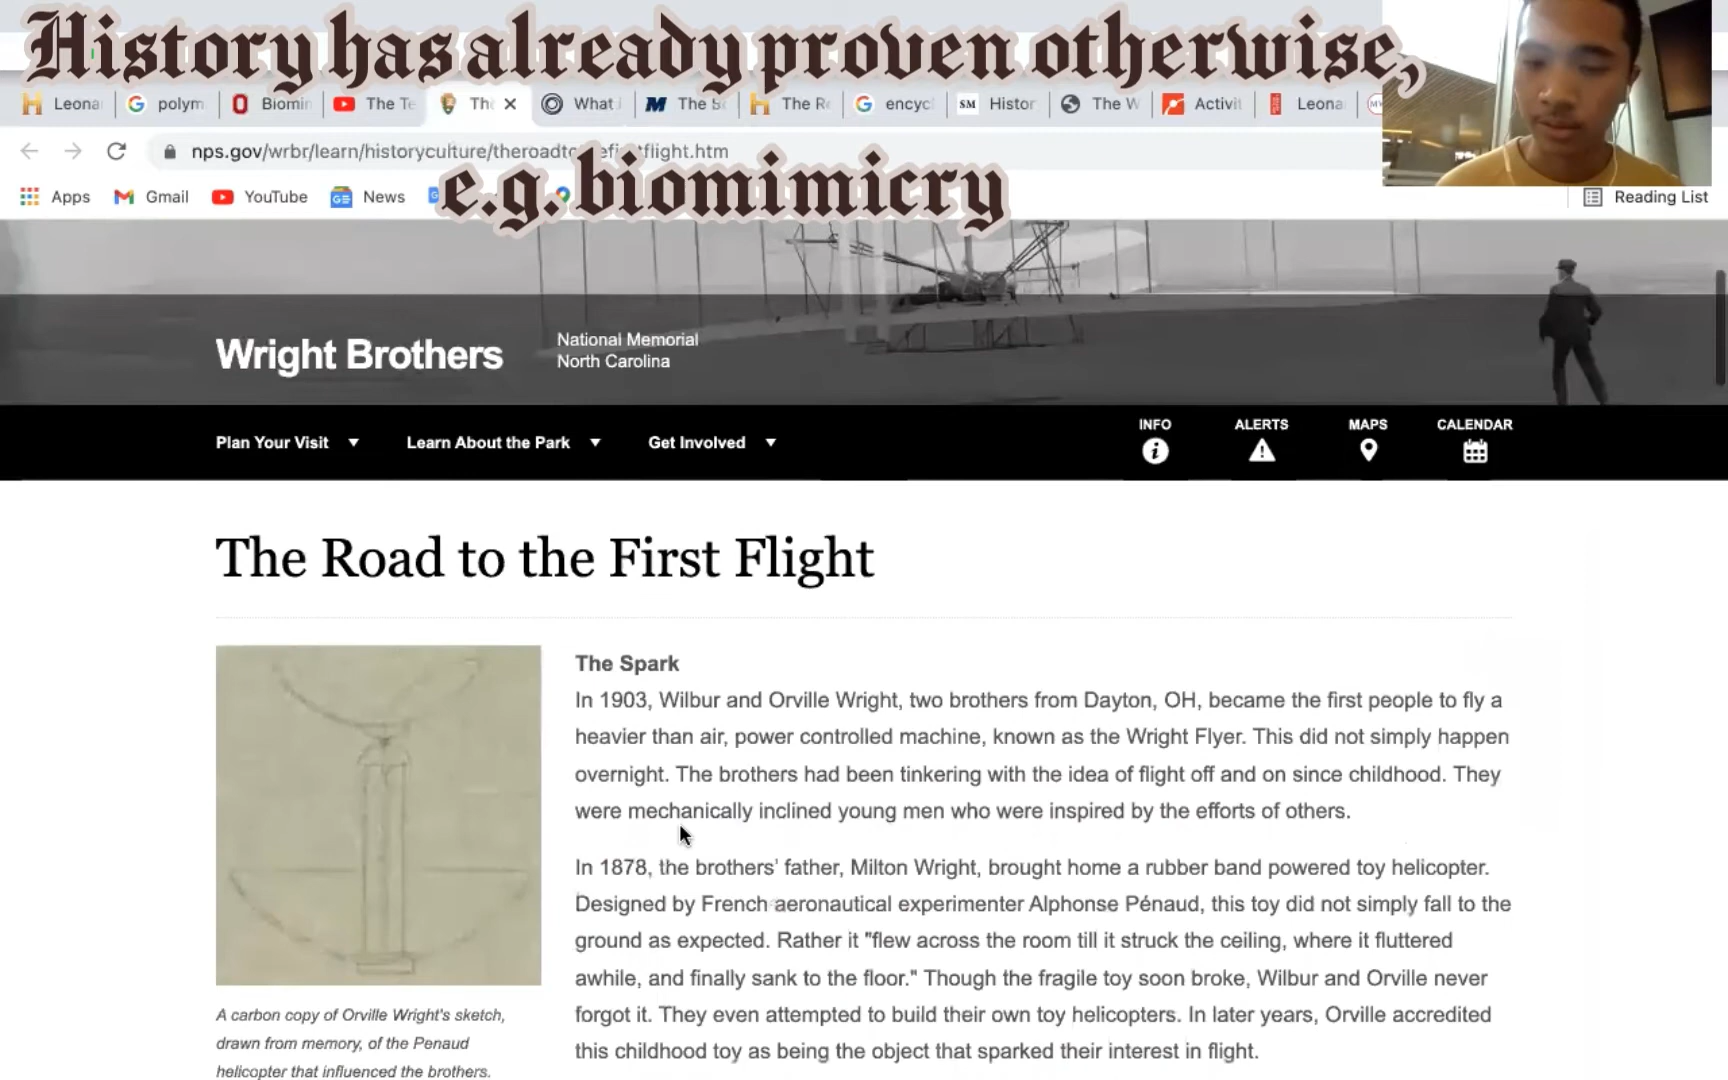 History has already proven otherwise,
Leona
polym
Biomim
The Te
The
What
The S
The R
encyc
Histor
The W
Activit
Leona
nps.gov/wrbr/learn/historyculture/theroadto
flight.htm
e.g. biomimicry
Apps
Gmail
YouTube
News
Reading List
Wright Brothers
National Memorial
North Carolina
Plan Your Visit
Learn About the Park
Get Involved
INFO
ALERTS
MAPS
CALENDAR
The Road to the First Flight
The Spark
In 1903, Wilbur and Orville Wright, two brothers from Dayton, OH, became the first people to fly a
heavier than air, power controlled machine, known as the Wright Flyer. This did not simply happen
overnight. The brothers had been tinkering with the idea of flight off and on since childhood. They
were mechanically inclined young men who were inspired by the efforts of others.
In 1878, the brothers' father, Milton Wright, brought home a rubber band powered toy helicopter.
Designed by French aeronautical experimenter Alphonse Pénaud, this toy did not simply fall to the
ground as expected. Rather it "flew across the room till it struck the ceiling, where it fluttered
awhile, and finally sank to the floor." Though the fragile toy soon broke, Wilbur and Orville never
forgot it. They even attempted to build their own toy helicopters. In later years, Orville accredited
this childhood toy as being the object that sparked their interest in flight.
A carbon copy of Orville Wright's sketch,
drawn from memory, of the Penaud
helicopter that influenced the brothers.